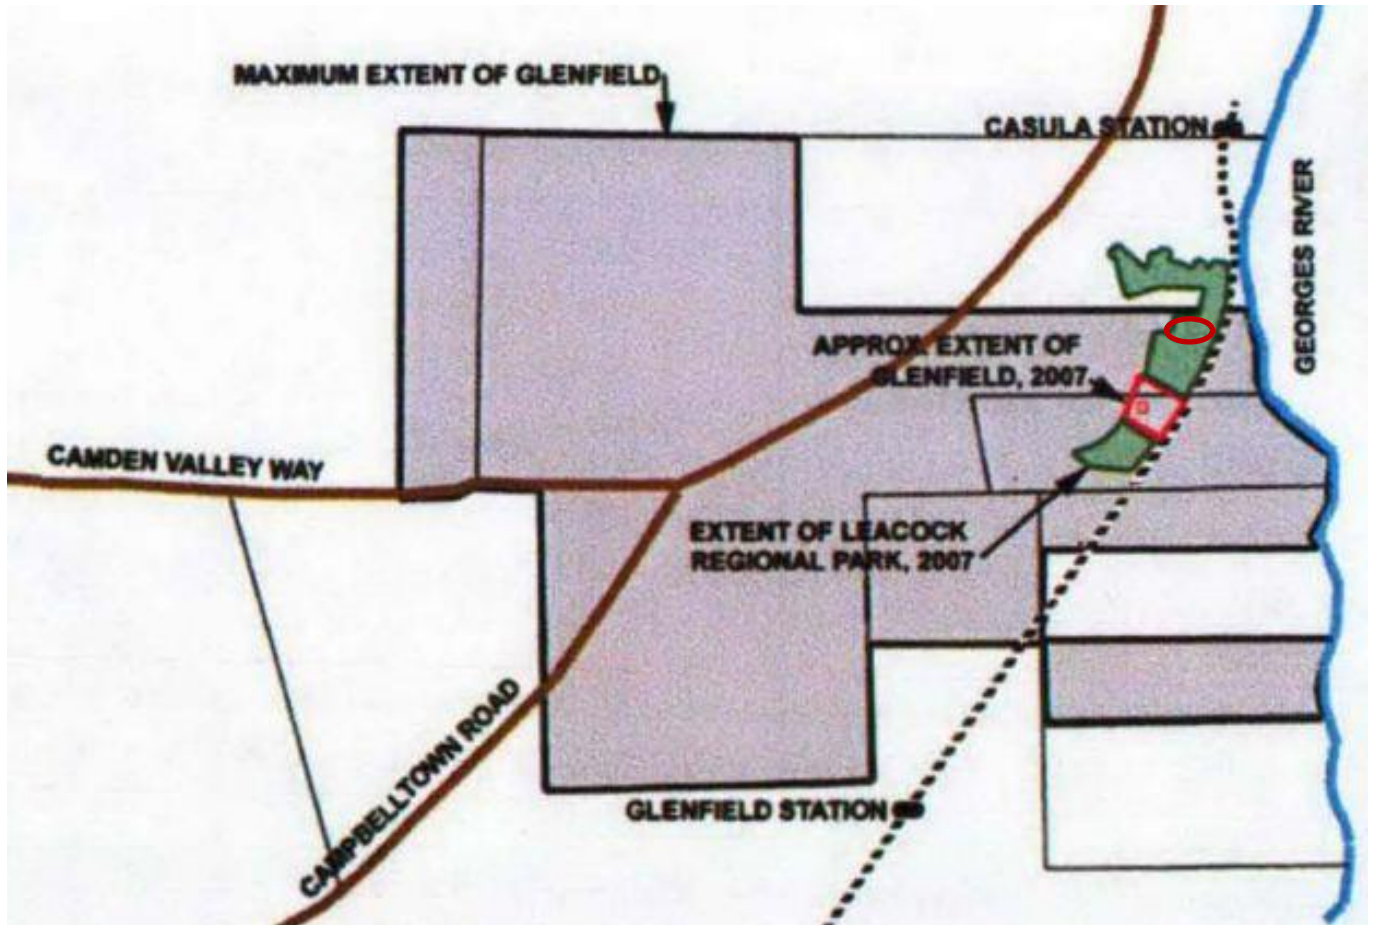 MAXIMUM EXTENT OF GLENFIELD
CASULA STATION
GEORGES RIVER
APPROX. EXTENT OF
GLENFIELD, 2007
CAMDEN VALLEY WAY
EXTENT OF LEACOCK
REGIONAL PARK, 2007
CAMPBELLTOWN ROAD
GLENFIELD STATION